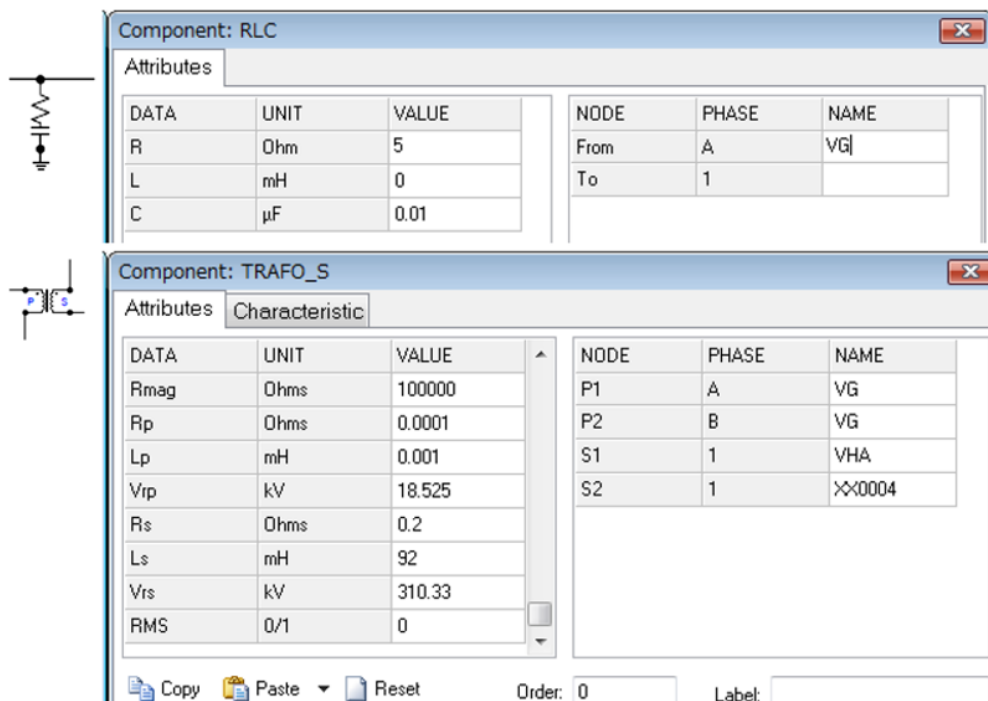 Component: RLC
Attributes
DATA UNIT VALUE NODE PHASE NAME
R Ohm 5 From A VG
L mH 0 To 1
C µF 0.01
P S
Component: TRAFO_S
Attributes Characteristic
DATA UNIT VALUE NODE PHASE NAME
Rmag Ohms 100000 P1 A VG
Rp Ohms 0.0001 P2 B VG
Lp mH 0.001 S1 1 VHA
Vrp kV 18.525 S2 1 XX0004
Rs Ohms 0.2
Ls mH 92
Vrs kV 310.33
RMS 0/1 0
Copy Paste Reset Order: 0 Label: